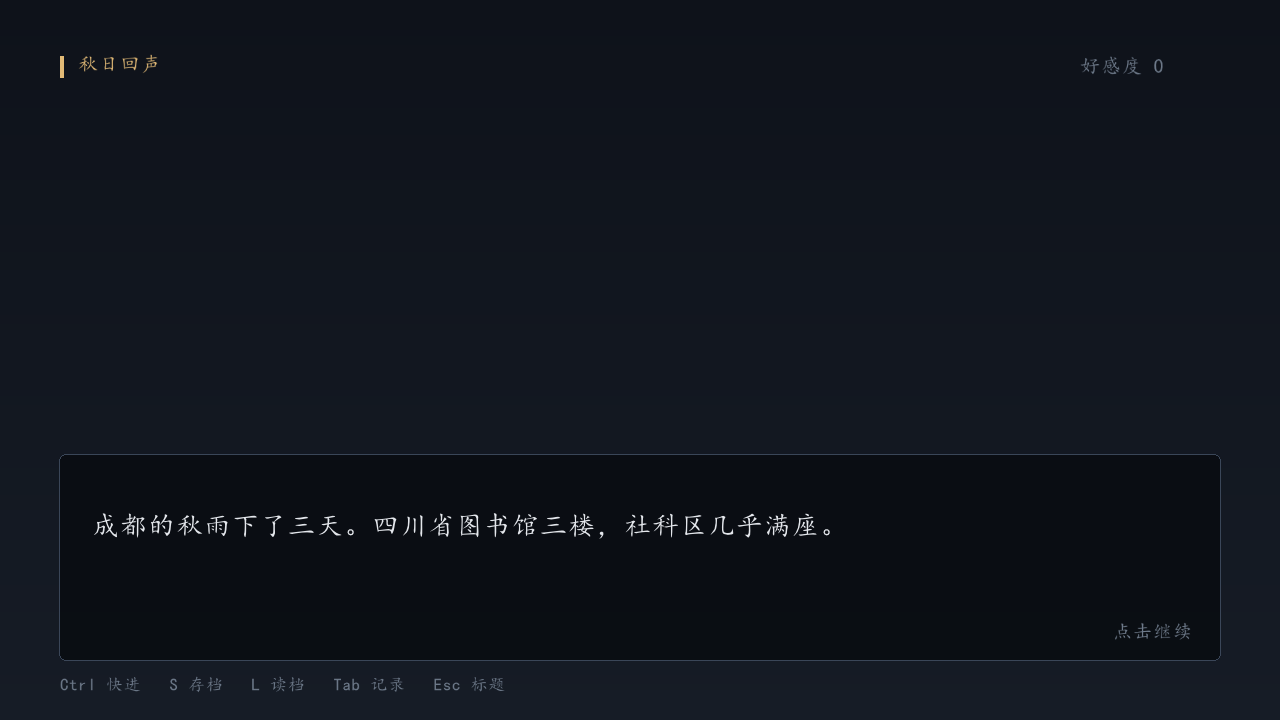 秋日回声
好感度 0
成都的秋雨下了三天。四川省图书馆三楼，社科区几乎满座。
点击继续
Ctrl 快进 S 存档 L 读档 Tab 记录 Esc 标题